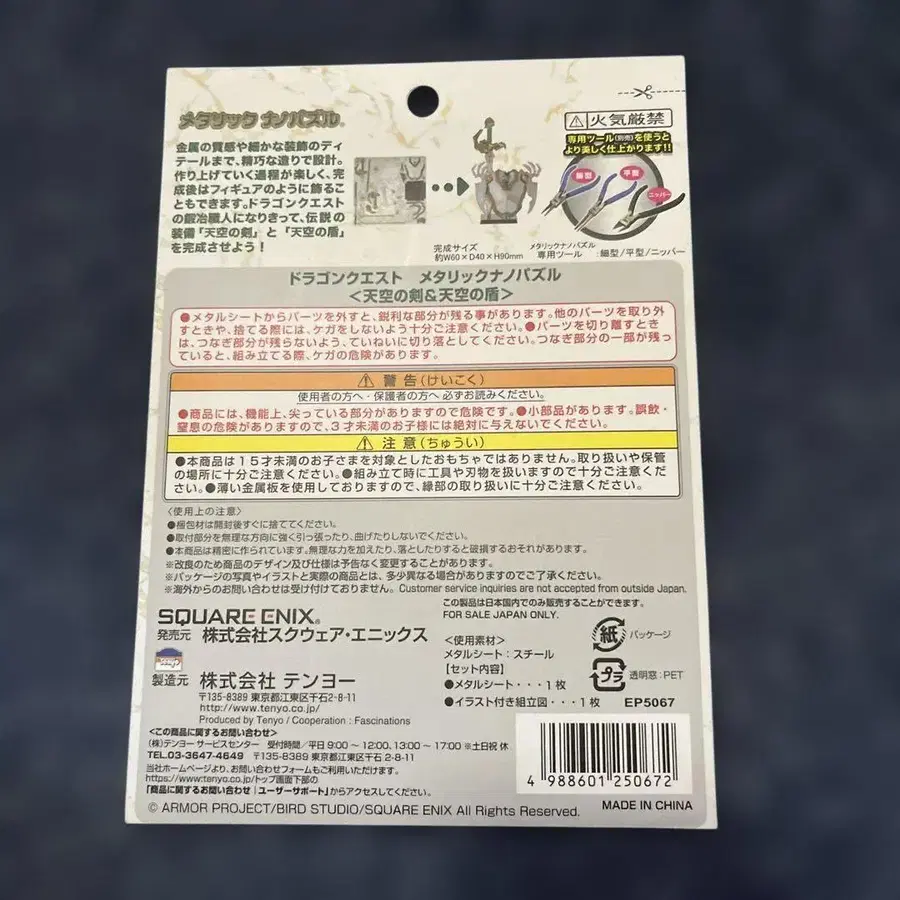 メタリック ナノパズル®
金属の質感や細かな装飾のディ
テールまで、精巧な造りで設計。
作り上げていく過程が楽しく、完
成後はフィギュアのように飾るこ
ともできます。ドラゴンクエスト
の鍛冶職人になりきって、伝説の
装備「天空の剣」と「天空の盾」
を完成させよう！
完成サイズ
約W60×D40×H90mm
火気厳禁
専用ツール(別売)を使うと
より楽しく仕上がります!!
細型
平型
ニッパー
メタリックナノパズル
専用ツール
：細型/平型/ニッパー
ドラゴンクエスト　メタリックナノパズル
＜天空の剣＆天空の盾＞
●メタルシートからパーツを外すと、鋭利な部分が残る事があります。他のパーツを取り外
すときや、捨てる際には、ケガをしないよう十分ご注意ください。●パーツを切り離すとき
は、つなぎ部分が残らないよう、ていねいに切り落としてください。つなぎ部分の一部が残っ
ていると、組み立てる際、ケガの危険があります。
⚠ 警告(けいこく)
使用者の方へ・保護者の方へ 必ずお読みください。
●商品には、機能上、尖っている部分がありますので危険です。●小部品があります。誤飲・
窒息の危険がありますので、3才未満のお子様には絶対に与えないでください。
⚠ 注意(ちゅうい)
●本商品は15才未満のお子さまを対象としたおもちゃではありません。取り扱いや保管
の場所に十分ご注意ください。●組み立て時に工具や刃物を扱いますので十分ご注意く
ださい。●薄い金属板を使用しておりますので、縁部の取り扱いに十分ご注意ください。
〈使用上の注意〉
●梱包材は開封後すぐに捨ててください。
●取付部分を無理な方向に強く引っ張ったり、曲げたりしないでください。
●本商品は精密に作られています。無理な力を加えたり、落としたりすると破損するおそれがあります。
※改良のため商品のデザイン及び仕様は予告なく変更することがあります。
※パッケージの写真やイラストと実際の商品とは、多少異なる場合がありますのでご了承ください。
※海外からのお問い合わせは受け付けておりません。Customer service inquiries are not accepted from outside Japan.
この製品は日本国内でのみ販売することができます。
FOR SALE JAPAN ONLY.
SQUARE ENIX®
発売元 株式会社スクウェア・エニックス
製造元 株式会社 テンヨー
〒135-8389 東京都江東区千石2-8-11
http://www.tenyo.co.jp/
Produced by Tenyo / Cooperation : Fascinations
〈使用素材〉
メタルシート：スチール
【セット内容】
●メタルシート・・・1枚
●イラスト付き組立図・・・1枚
紙 パッケージ
プラ 透明窓：PET
EP5067
<この商品に関するお問い合わせ>
(株)テンヨー サービスセンター　受付時間／平日 9:00～12:00、13:00～17:00 ※土日祝 休
TEL.03-3647-4649　〒135-8389 東京都江東区千石 2-8-11
当社ホームページより、お問い合わせフォームもご利用いただけます。
https://www.tenyo.co.jp/トップ画面下部の
「商品に関するお問い合わせ｜ユーザーサポート」からアクセスしてください。
4 988601 250672
© ARMOR PROJECT/BIRD STUDIO/SQUARE ENIX All Rights Reserved.
MADE IN CHINA